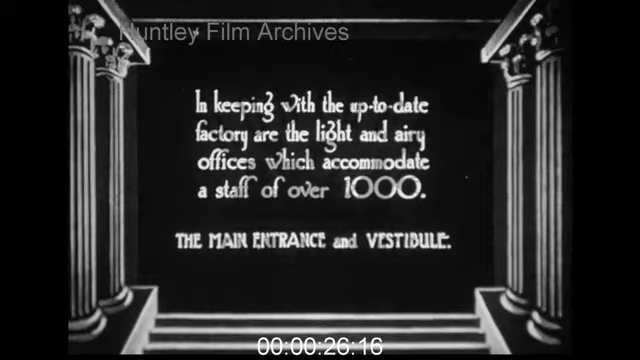 Huntley Film Archives
In keeping with the up-to-date
factory are the light and airy
offices which accommodate
a staff of over 1000.
THE MAIN ENTRANCE and VESTIBULE.
00:00:26:16